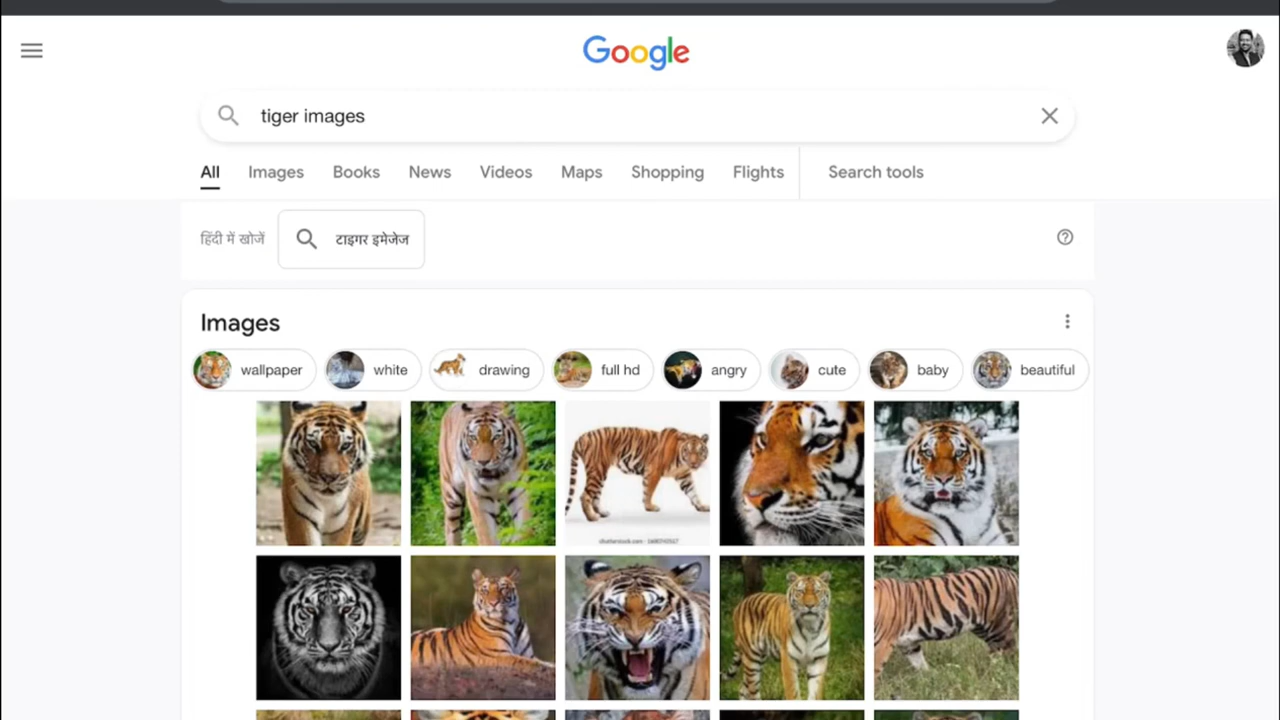 Google
tiger images
All Images Books News Videos Maps Shopping Flights Search tools
हिंदी में खोजें टाइगर इमेजेज
Images
wallpaper white drawing full hd angry cute baby beautiful